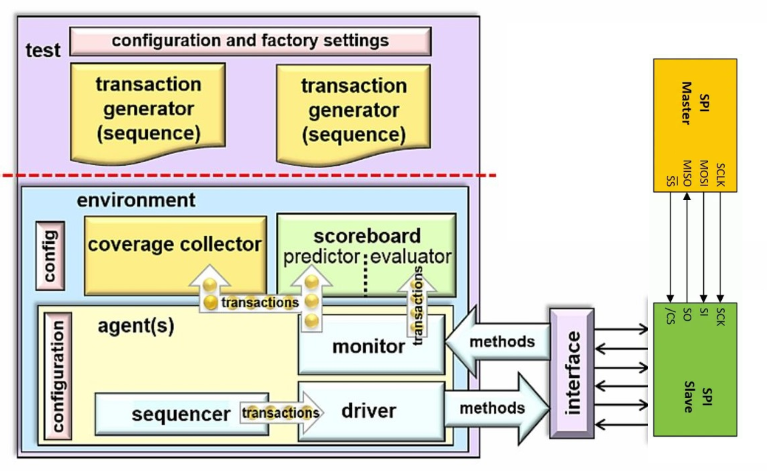 test
configuration and factory settings
transaction
generator
(sequence)
transaction
generator
(sequence)
environment
config
coverage collector
scoreboard
predictor
evaluator
transactions
transactions
configuration
agent(s)
monitor
sequencer
transactions
driver
methods
methods
interface
SPI
Master
SCLK
MOSI
MISO
SS
SCK
SI
SO
/CS
SPI
Slave